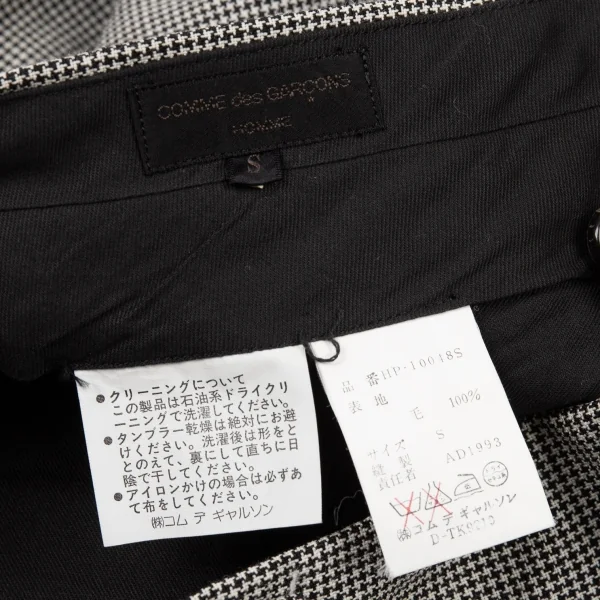 COMME des GARÇONS
HOMME
S
●クリーニングについて
この製品は石油系ドライクリ
ーニングで洗濯してください。
●タンブラー乾燥は絶対にお避
けください。洗濯後は形をと
とのえて、裏にして直ちに日
陰で干してください。
●アイロンかけの場合は必ずあ
て布をしてください。
㈱コム デ ギャルソン
品番HP-10048S
表地 毛 100%
サイズ S
縫製
責任者 AD1993
㈱コム デ ギャルソン